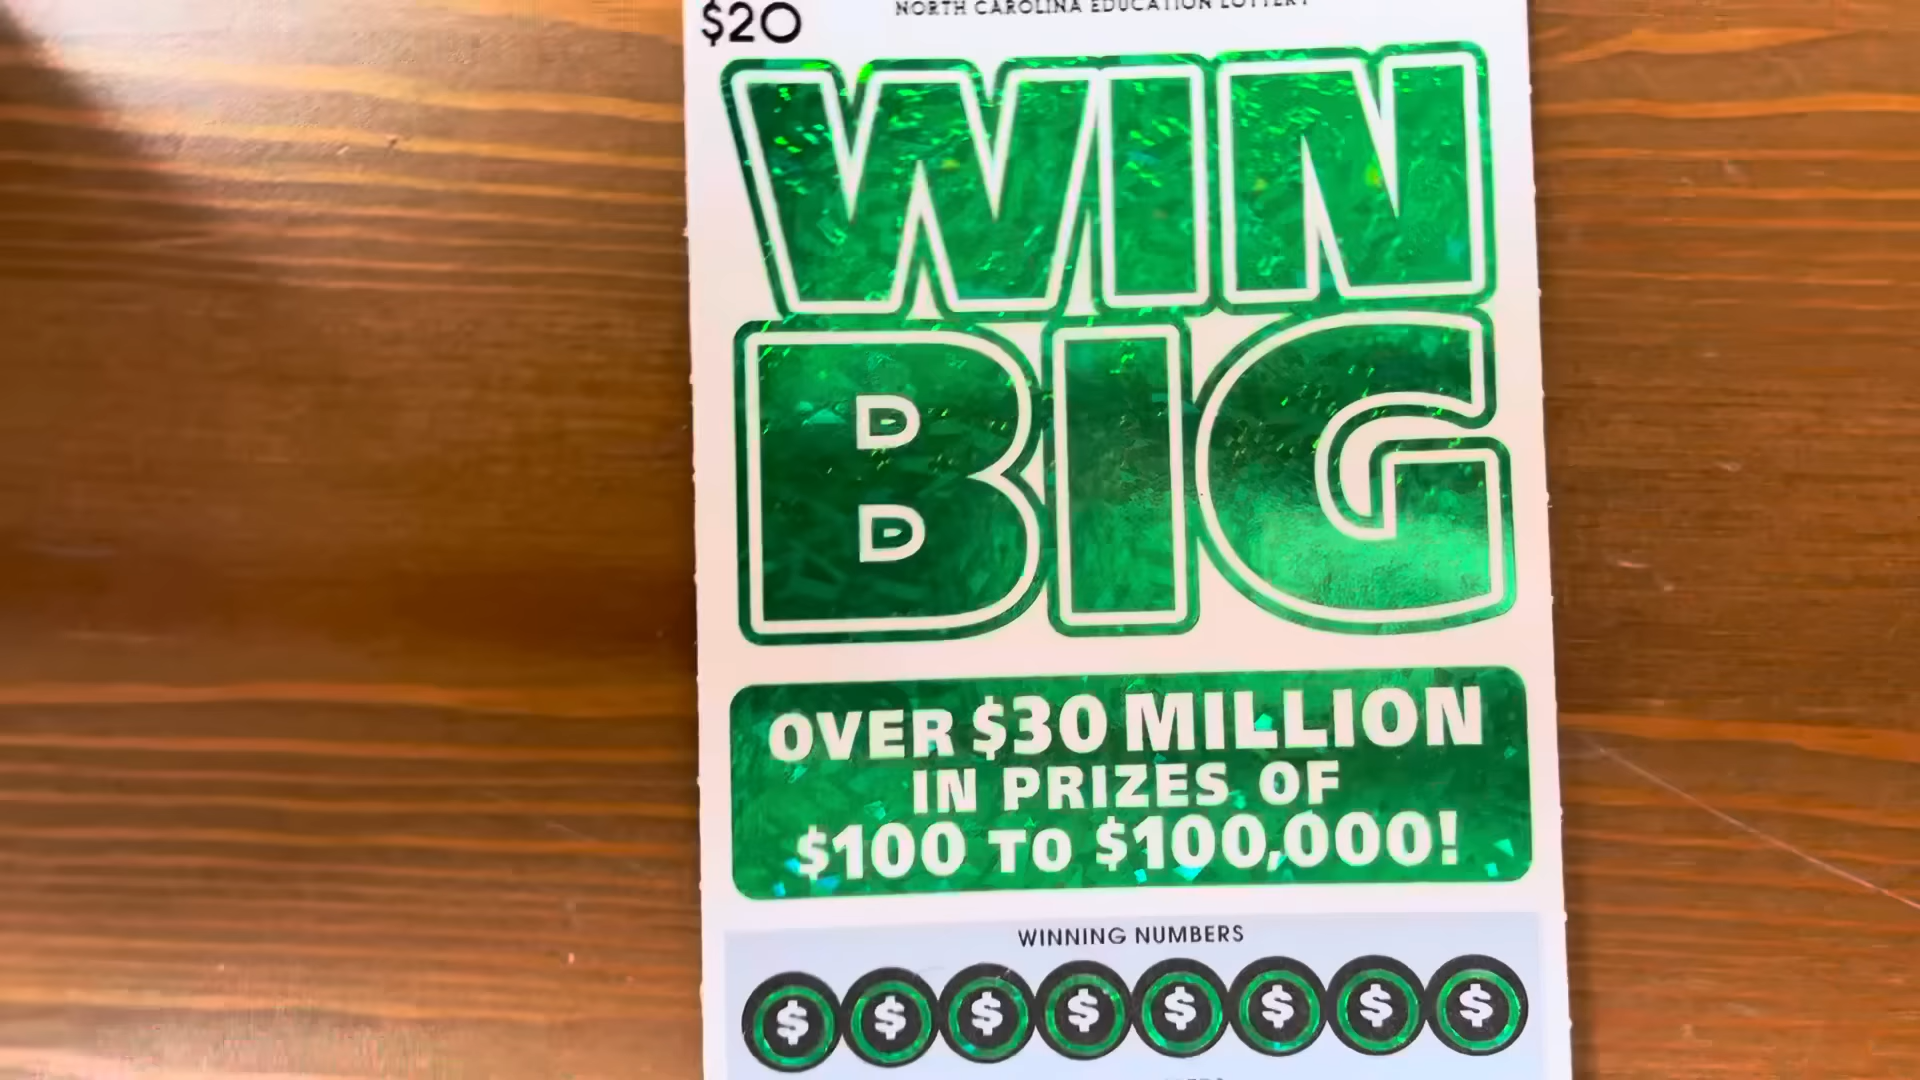 $20
NORTH CAROLINA EDUCATION LOTTERY
WIN
BIG
OVER $30 MILLION
IN PRIZES OF
$100 TO $100,000!
WINNING NUMBERS
$ $ $ $ $ $ $ $